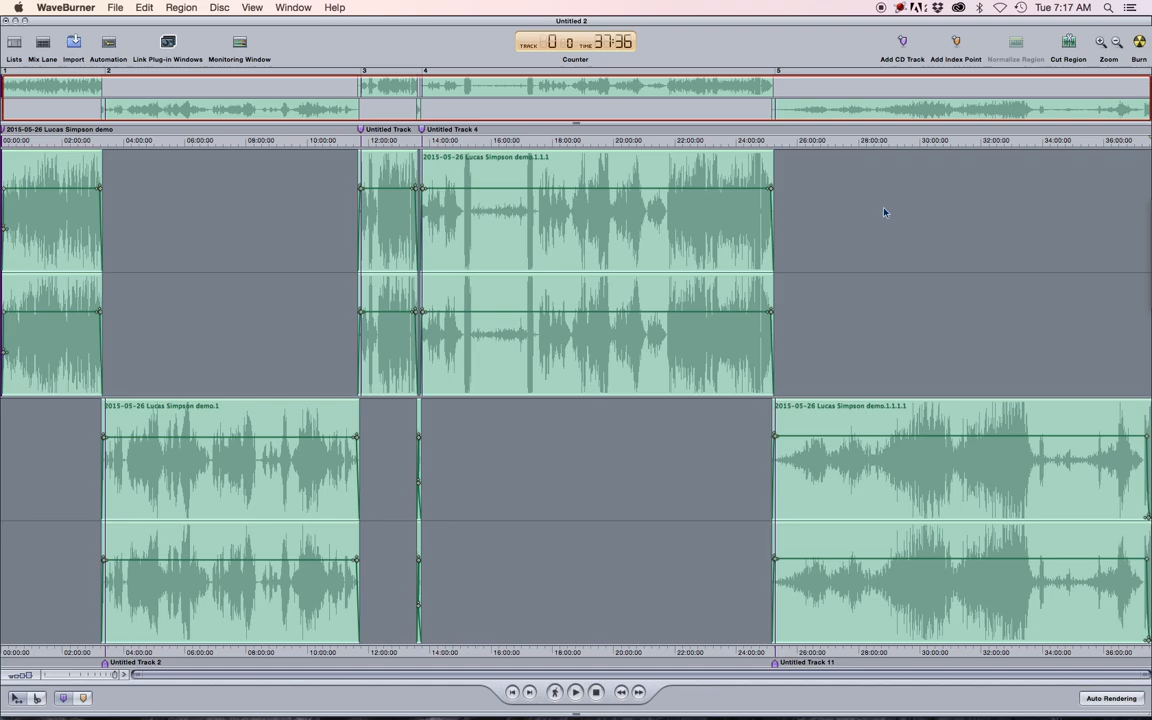 WaveBurner File Edit Region Disc View Window Help Tue 7:17 AM
Untitled 2
TRACK 0 0 TIME 37:36
Lists Mix Lane Import Automation Link Plug-in Windows Monitoring Window Counter Add CD Track Add Index Point Normalize Region Cut Region Zoom Burn
1 2 3 4 5
2015-05-26 Lucas Simpson demo Untitled Track Untitled Track 4
00:00:00 02:00:00 04:00:00 06:00:00 08:00:00 10:00:00 12:00:00 14:00:00 16:00:00 18:00:00 20:00:00 22:00:00 24:00:00 26:00:00 28:00:00 30:00:00 32:00:00 34:00:00 36:00:00
2015-05-26 Lucas Simpson demo.1.1.1
2015-05-26 Lucas Simpson demo.1 2015-05-26 Lucas Simpson demo.1.1.1.1
00:00:00 02:00:00 04:00:00 06:00:00 08:00:00 10:00:00 12:00:00 14:00:00 16:00:00 18:00:00 20:00:00 22:00:00 24:00:00 26:00:00 28:00:00 30:00:00 32:00:00 34:00:00 36:00:00
Untitled Track 2 Untitled Track 11
Auto Rendering